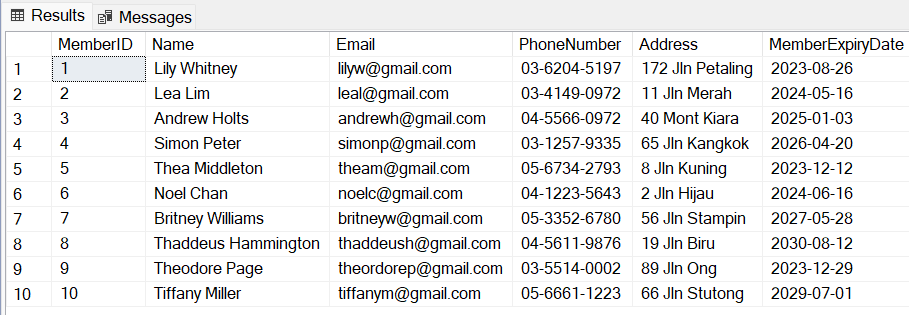 Results Messages
MemberID Name Email PhoneNumber Address MemberExpiryDate
1 1 Lily Whitney lilyw@gmail.com 03-6204-5197 172 Jln Petaling 2023-08-26
2 2 Lea Lim leal@gmail.com 03-4149-0972 11 Jln Merah 2024-05-16
3 3 Andrew Holts andrewh@gmail.com 04-5566-0972 40 Mont Kiara 2025-01-03
4 4 Simon Peter simonp@gmail.com 03-1257-9335 65 Jln Kangkok 2026-04-20
5 5 Thea Middleton theam@gmail.com 05-6734-2793 8 Jln Kuning 2023-12-12
6 6 Noel Chan noelc@gmail.com 04-1223-5643 2 Jln Hijau 2024-06-16
7 7 Britney Williams britneyw@gmail.com 05-3352-6780 56 Jln Stampin 2027-05-28
8 8 Thaddeus Hammington thaddeush@gmail.com 04-5611-9876 19 Jln Biru 2030-08-12
9 9 Theodore Page theordorep@gmail.com 03-5514-0002 89 Jln Ong 2023-12-29
10 10 Tiffany Miller tiffanym@gmail.com 05-6661-1223 66 Jln Stutong 2029-07-01